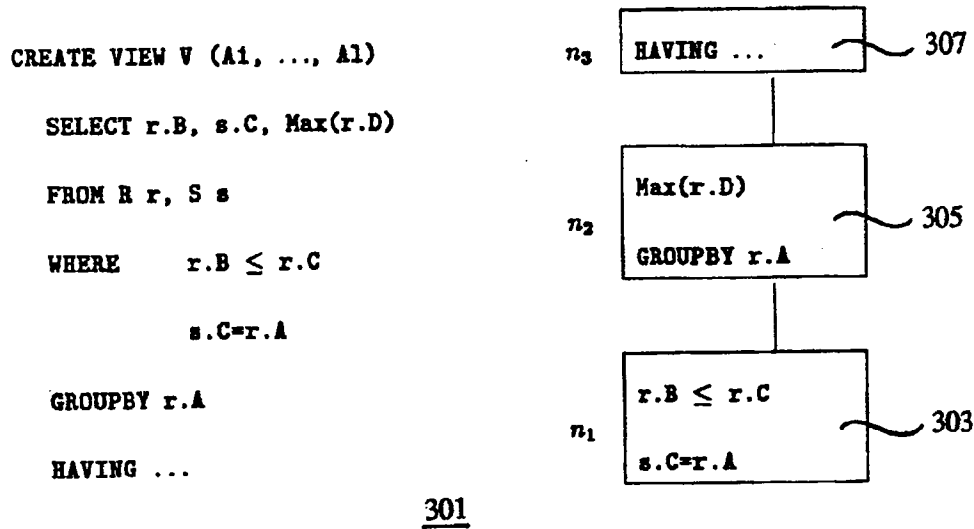 CREATE VIEW V (A1, ..., Al)
SELECT r.B, s.C, Max(r.D)
FROM R r, S s
WHERE r.B ≤ r.C
s.C=r.A
GROUPBY r.A
HAVING ...
301
n₃
HAVING ...
307
n₂
Max(r.D)
GROUPBY r.A
305
n₁
r.B ≤ r.C
s.C=r.A
303